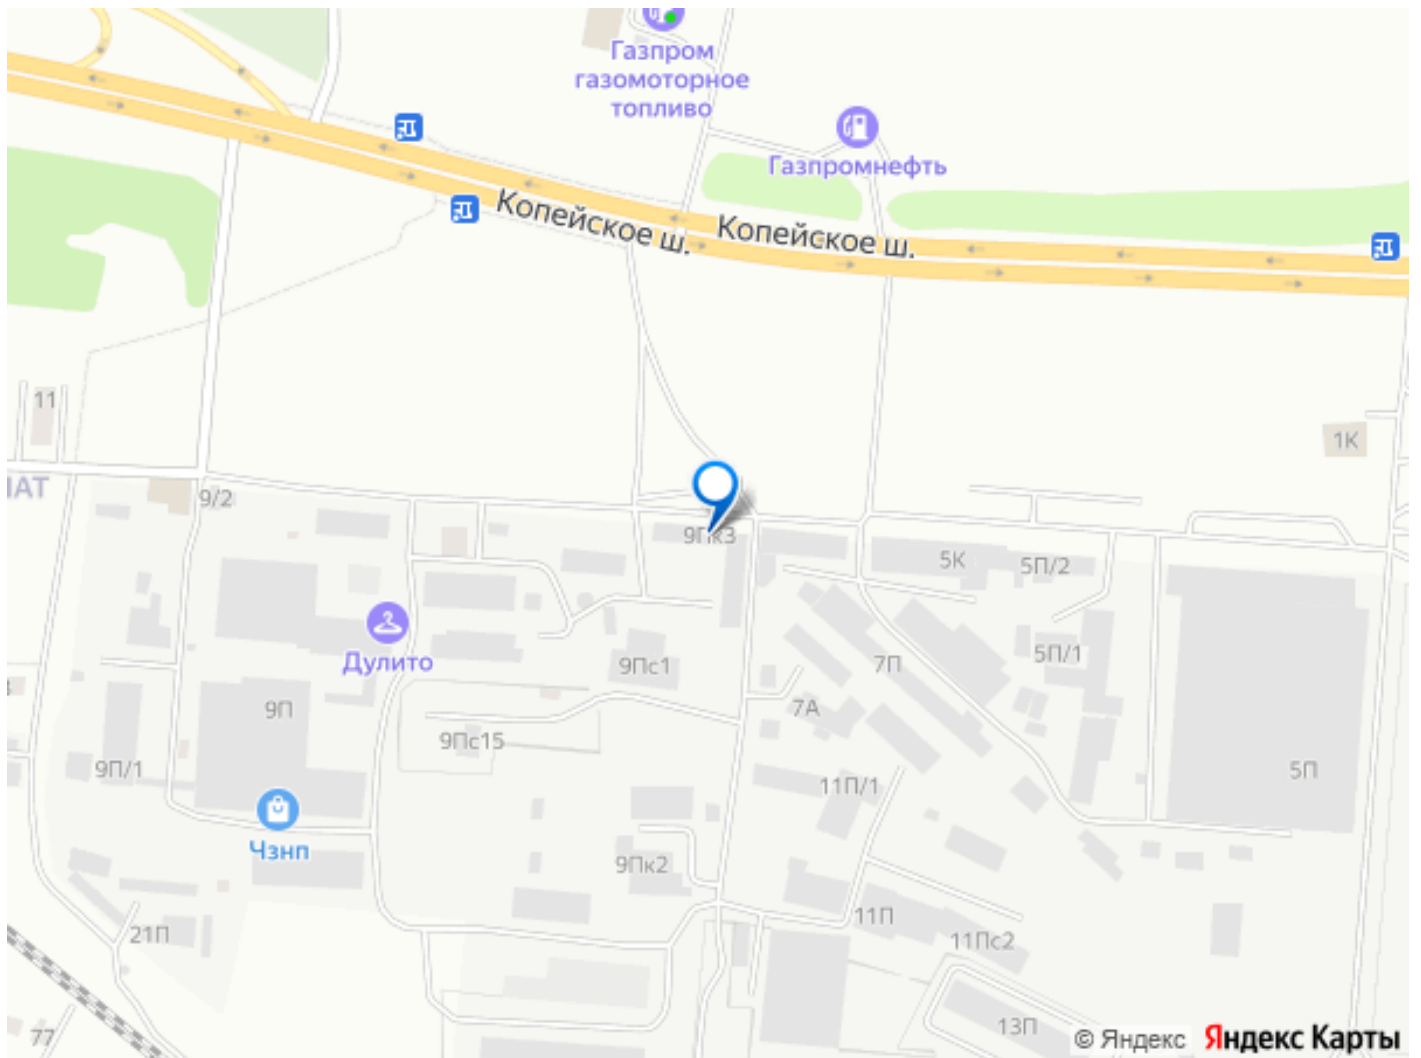 Газпром
газомоторное
топливо
Газпромнефть
Копейское ш.
Копейское ш.
11
1К
9/2
9Пк3
5К
5П/2
Дулито
9Пс1
7П
5П/1
9П
7А
9Пс15
9П/1
11П/1
5П
Чзнп
9Пк2
21П
11П
11Пс2
13П
77
© Яндекс
Яндекс Карты